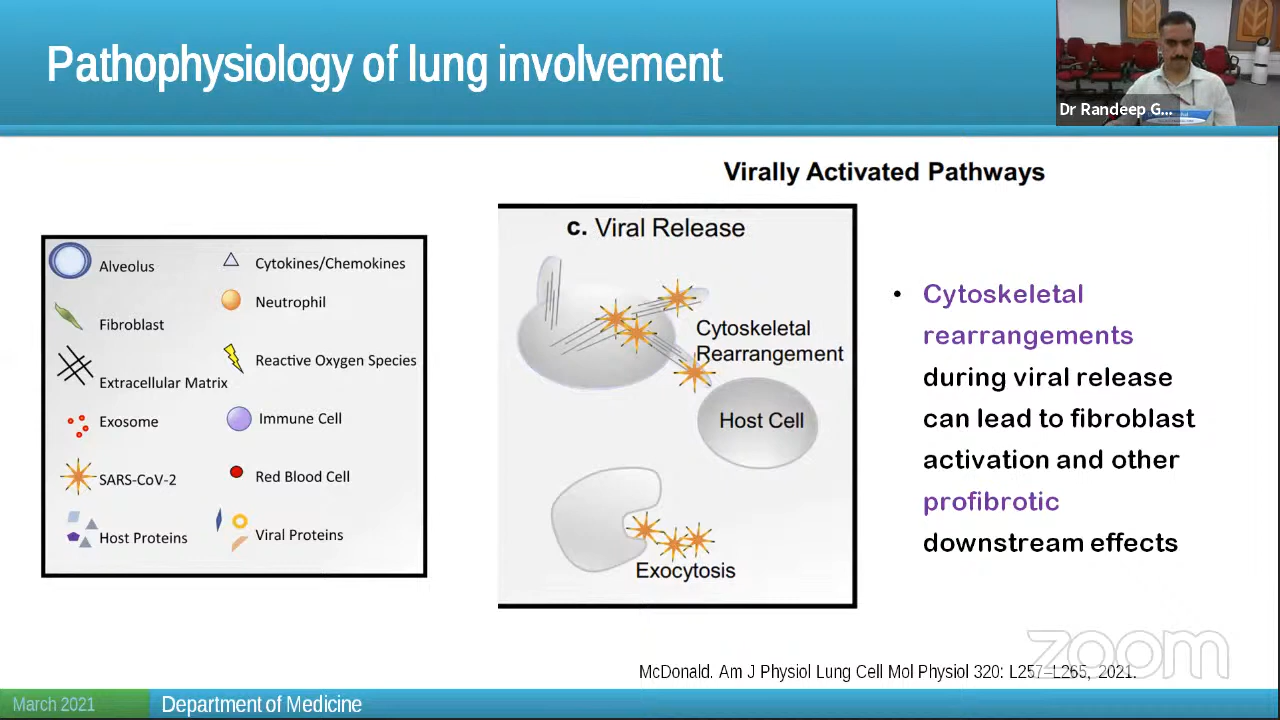 Pathophysiology of lung involvement
Dr Randeep G...
Virally Activated Pathways
Alveolus
Cytokines/Chemokines
Fibroblast
Neutrophil
Extracellular Matrix
Reactive Oxygen Species
Exosome
Immune Cell
SARS-CoV-2
Red Blood Cell
Host Proteins
Viral Proteins
c. Viral Release
Cytoskeletal
Rearrangement
Host Cell
Exocytosis
• Cytoskeletal
rearrangements
during viral release
can lead to fibroblast
activation and other
profibrotic
downstream effects
zoom
McDonald. Am J Physiol Lung Cell Mol Physiol 320: L257–L265, 2021.
March 2021
Department of Medicine